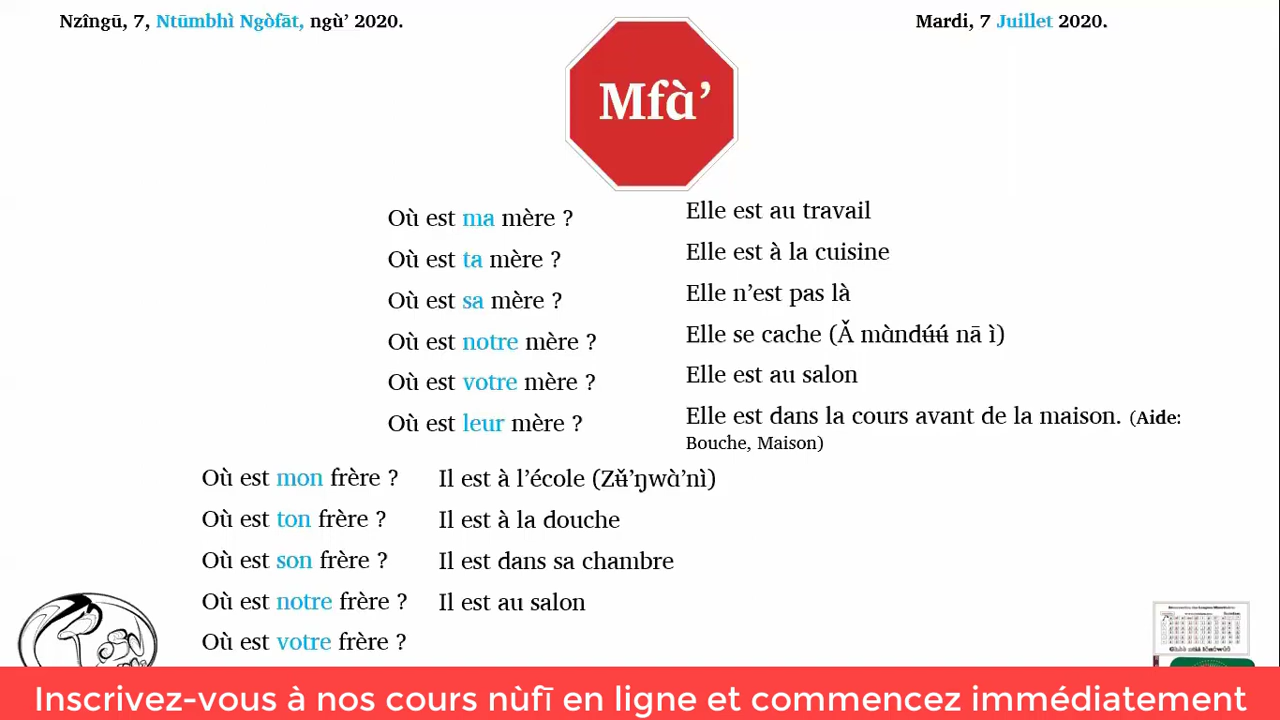 Nzîngū, 7, Ntūmbhì Ngòfāt, ngù’ 2020.
Mardi, 7 Juillet 2020.
Mfà’
Où est ma mère ?
Où est ta mère ?
Où est sa mère ?
Où est notre mère ?
Où est votre mère ?
Où est leur mère ?
Elle est au travail
Elle est à la cuisine
Elle n’est pas là
Elle se cache (Ǎ màndʉ́ʉ́ nā ì)
Elle est au salon
Elle est dans la cours avant de la maison. (Aide:
Bouche, Maison)
Où est mon frère ?
Où est ton frère ?
Où est son frère ?
Où est notre frère ?
Où est votre frère ?
Il est à l’école (Zʉ̌’ŋwà’nì)
Il est à la douche
Il est dans sa chambre
Il est au salon
Inscrivez-vous à nos cours nùfī en ligne et commencez immédiatement